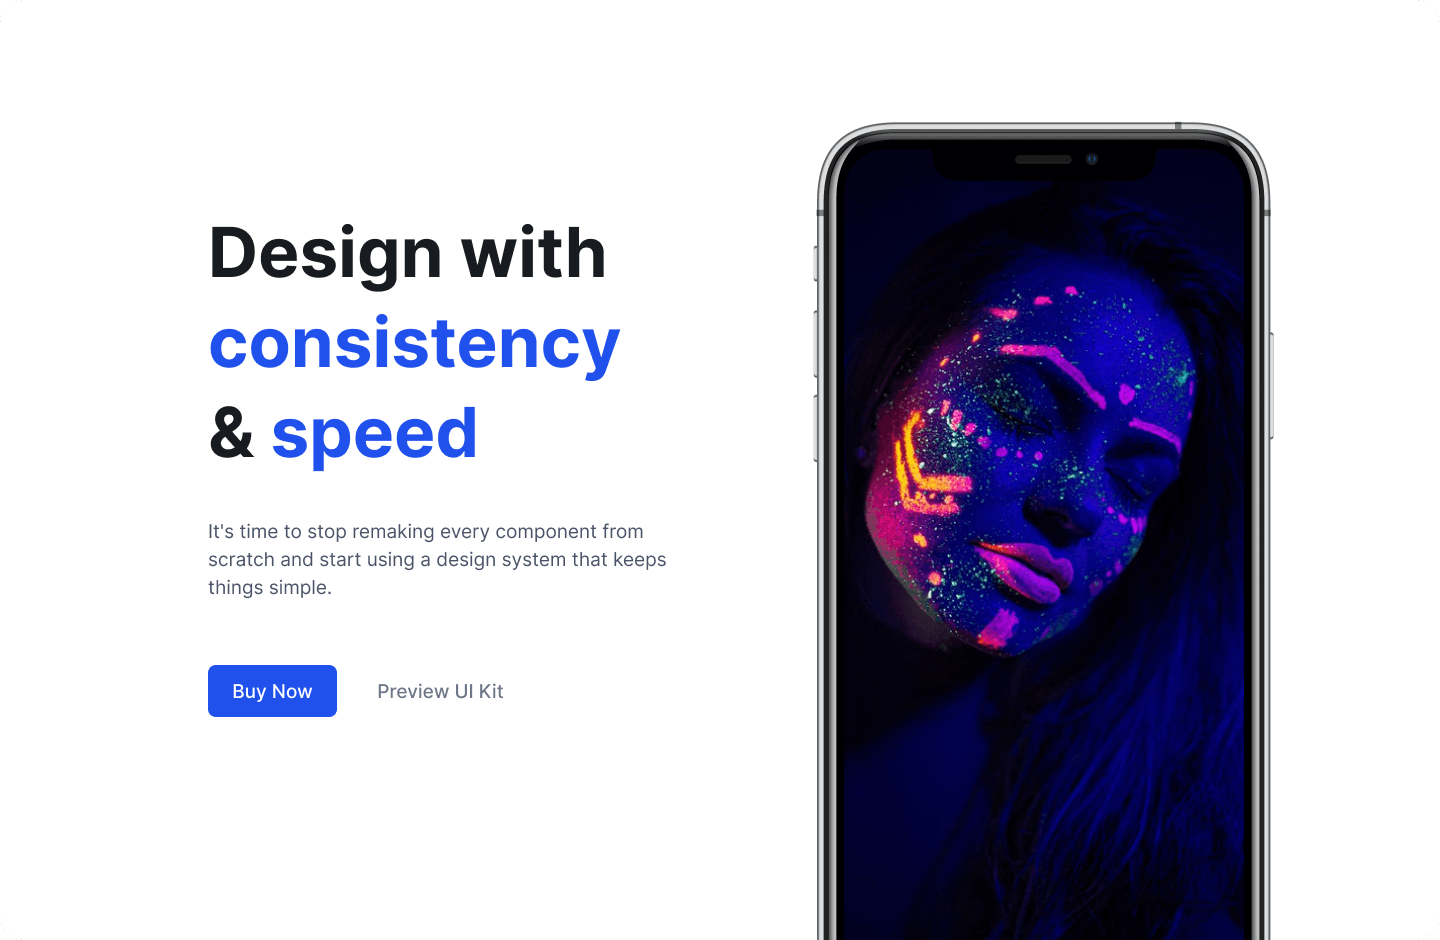 Design with
consistency
& speed
It's time to stop remaking every component from
scratch and start using a design system that keeps
things simple.
Buy Now
Preview UI Kit